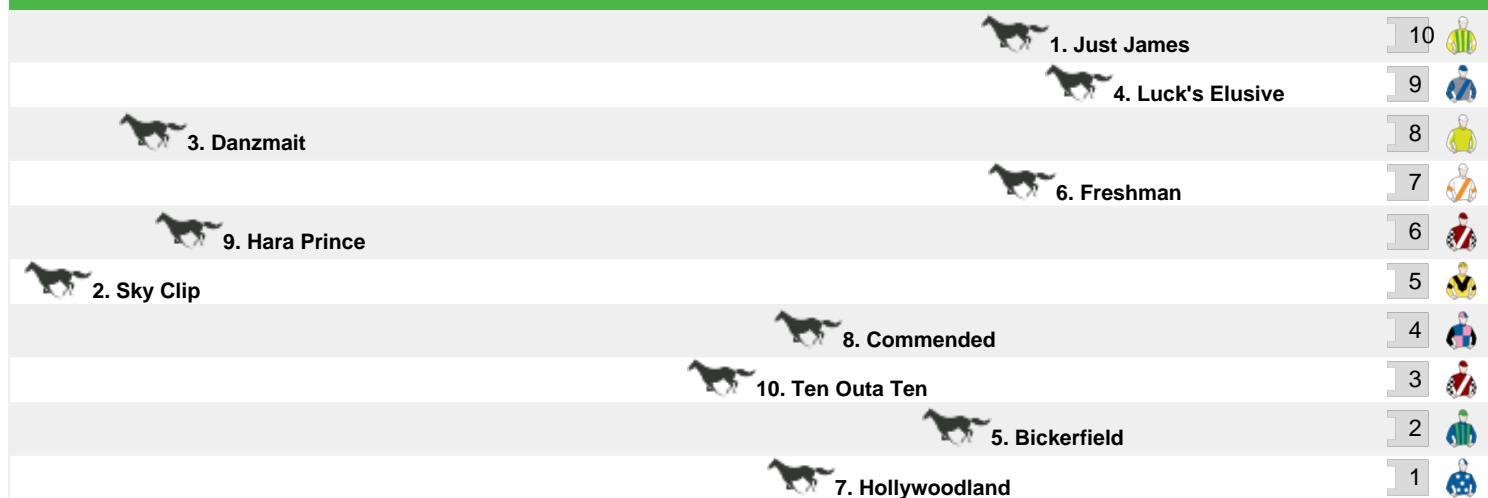 1. Just James 10
4. Luck's Elusive 9
3. Danzmait 8
6. Freshman 7
9. Hara Prince 6
2. Sky Clip 5
8. Commended 4
10. Ten Outa Ten 3
5. Bickerfield 2
7. Hollywoodland 1